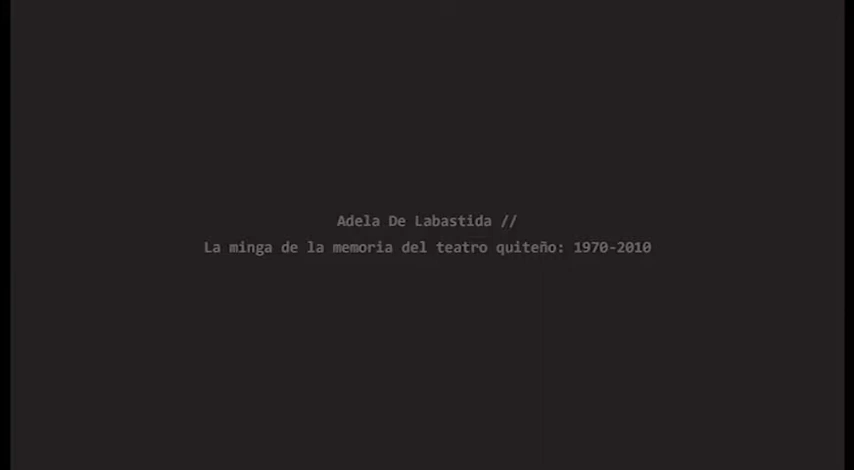 Adela De Labastida //
La minga de la memoria del teatro quiteño: 1970-2010